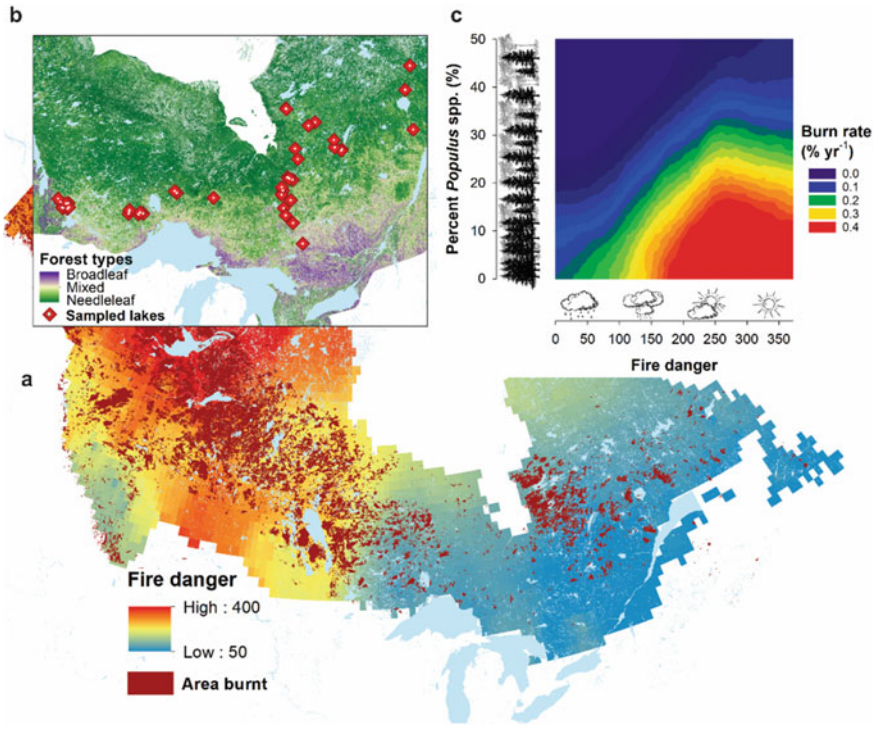 b
Forest types
Broadleaf
Mixed
Needleleaf
Sampled lakes
c
Percent Populus spp. (%)
50
40
30
20
10
0
0 50 100 150 200 250 300 350
Fire danger
Burn rate
(% yr⁻¹)
0.0
0.1
0.2
0.3
0.4
a
Fire danger
High : 400
Low : 50
Area burnt